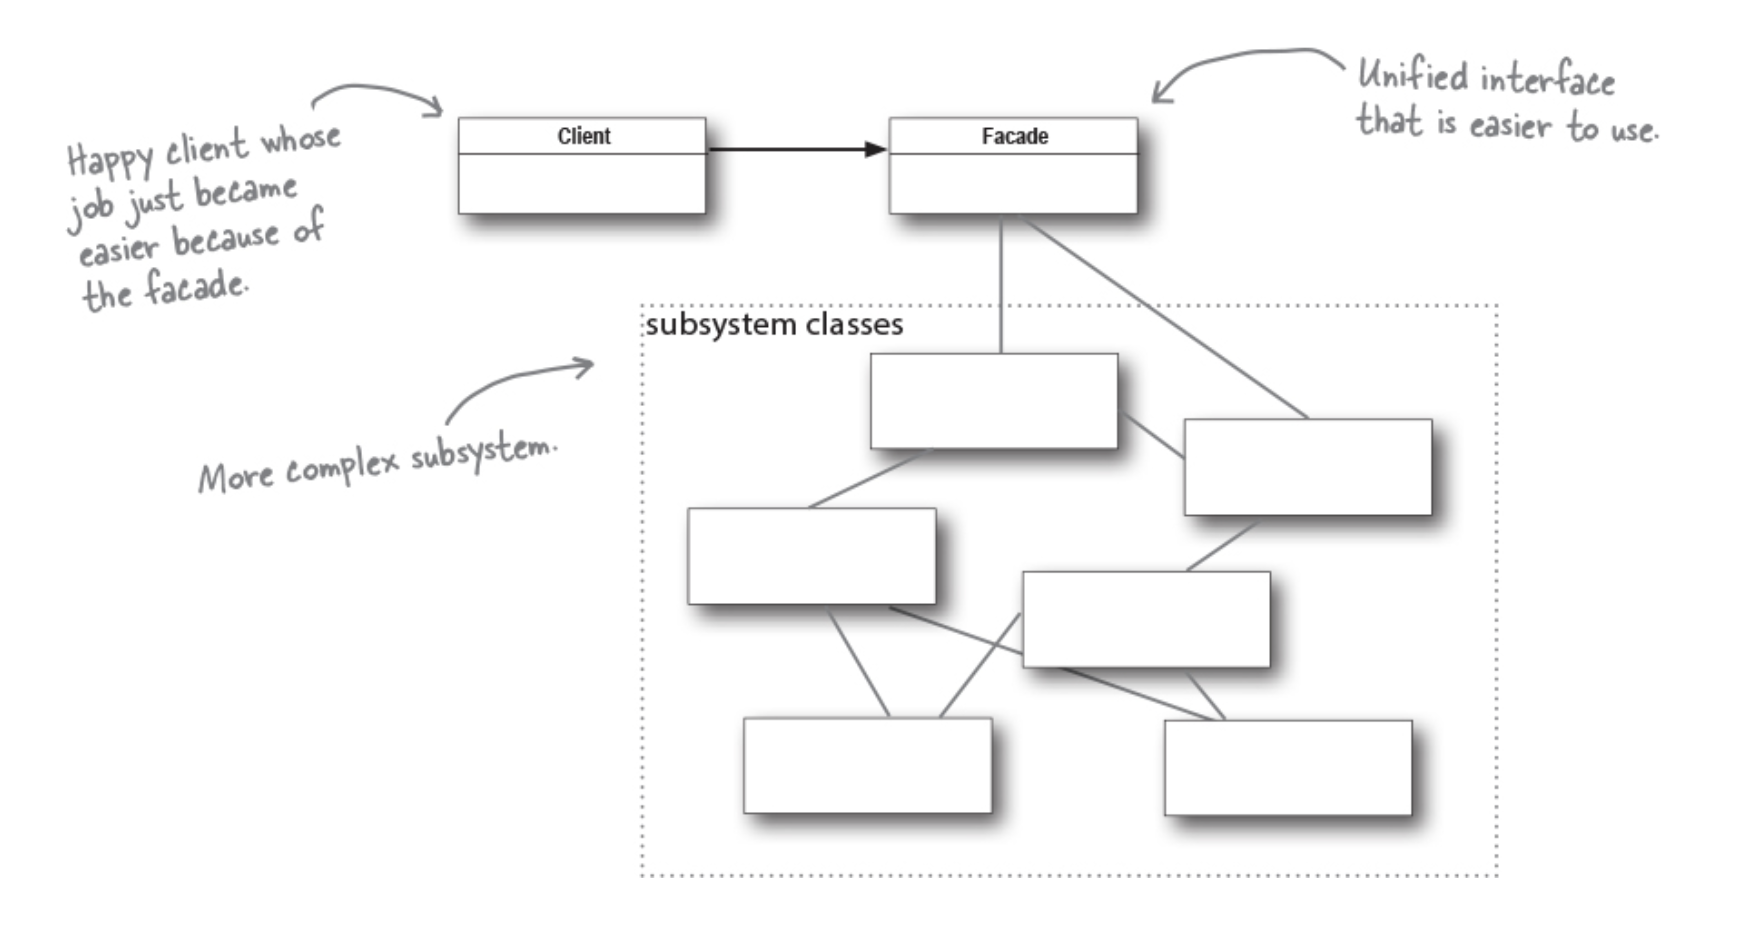 Happy client whose
job just became
easier because of
the facade.
Client
Facade
Unified interface
that is easier to use.
subsystem classes
More complex subsystem.